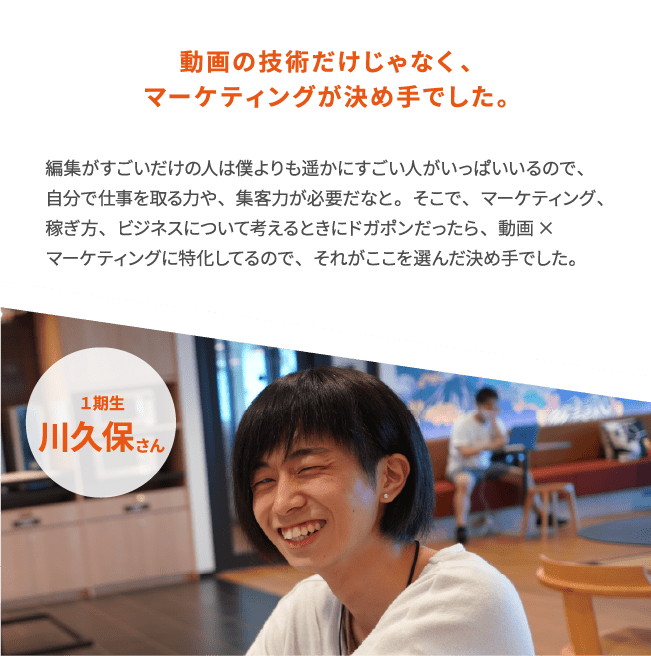 動画の技術だけじゃなく、
マーケティングが決め手でした。
編集がすごいだけの人は僕よりも遥かにすごい人がいっぱいいるので、
自分で仕事を取る力や、集客力が必要だなと。そこで、マーケティング、
稼ぎ方、ビジネスについて考えるときにドガポンだったら、動画 ×
マーケティングに特化してるので、それがここを選んだ決め手でした。
１期生
川久保さん